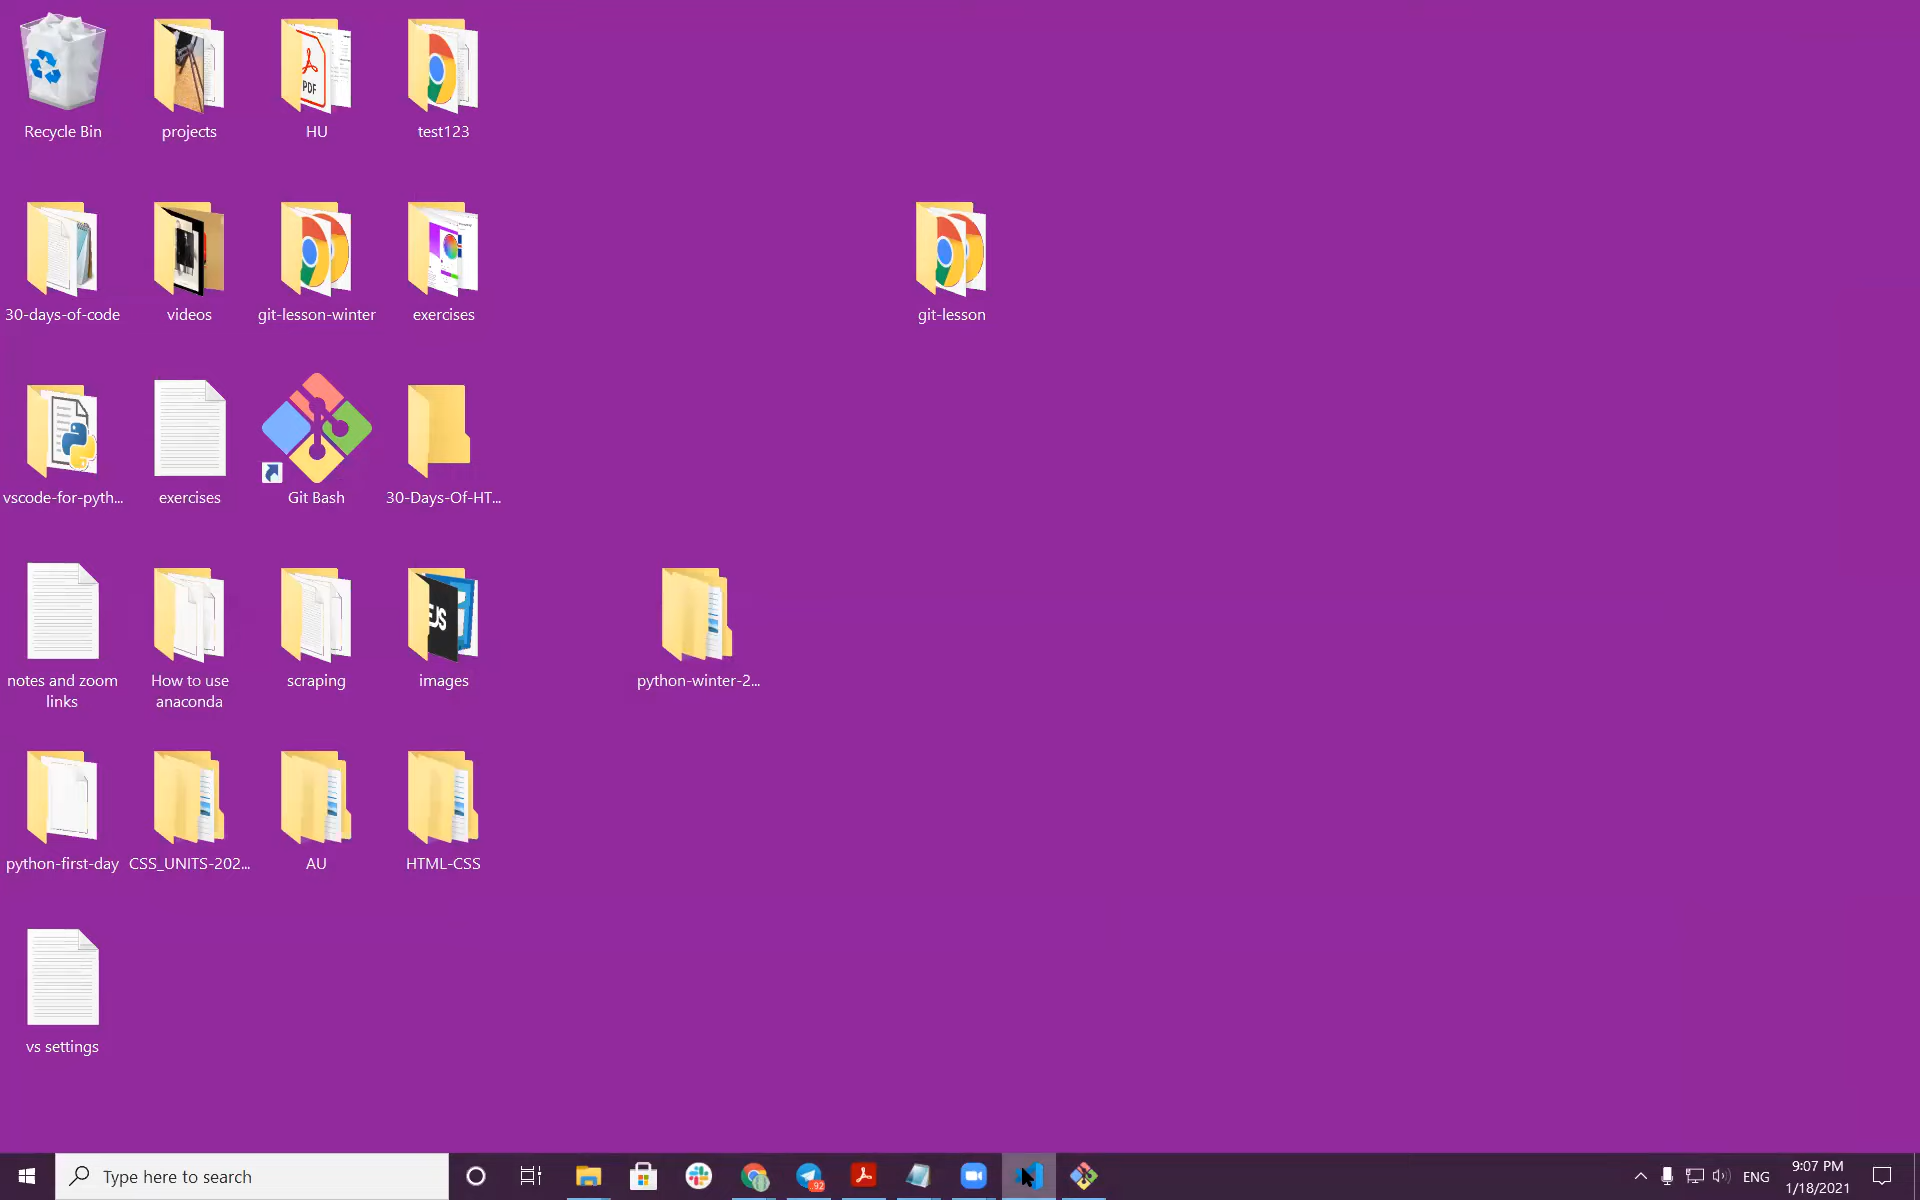 Recycle Bin
projects
HU
test123
PDF
30-days-of-code
videos
git-lesson-winter
exercises
git-lesson
vscode-for-pyth...
exercises
Git Bash
30-Days-Of-HT...
EJS
notes and zoom
links
How to use
anaconda
scraping
images
python-winter-2...
python-first-day
CSS_UNITS-202...
AU
HTML-CSS
vs settings
Type here to search
92
ENG
9:07 PM
1/18/2021